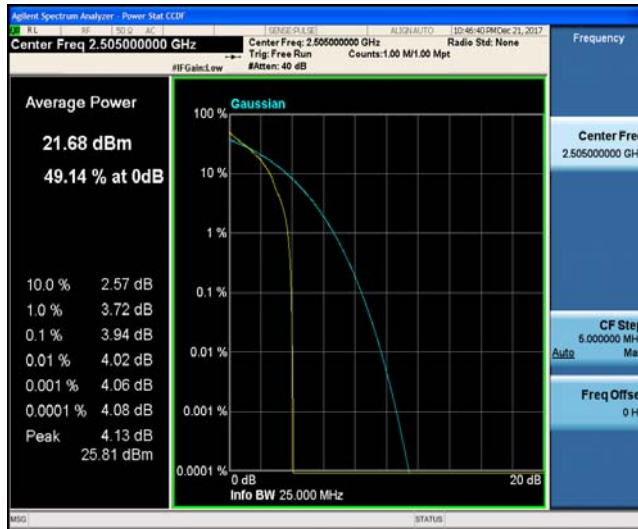 Agilent Spectrum Analyzer - Power Stat CCDF
RL RF 50 Ω AC SENSE:PULSE ALIGNAUTO 10:46:40 PM Dec 21, 2017
Center Freq 2.505000000 GHz
Center Freq: 2.505000000 GHz Radio Std: None
Trig: Free Run Counts:1.00 M/1.00 Mpt
#IFGain:Low #Atten: 40 dB
Frequency
Average Power
21.68 dBm
49.14 % at 0dB
10.0 % 2.57 dB
1.0 % 3.72 dB
0.1 % 3.94 dB
0.01 % 4.02 dB
0.001 % 4.06 dB
0.0001 % 4.08 dB
Peak 4.13 dB
25.81 dBm
Gaussian
100 %
10 %
1 %
0.1 %
0.01 %
0.001 %
0.0001 %
0 dB 20 dB
Info BW 25.000 MHz
Center Fre
2.505000000 GH
CF Ste
5.000000 MH
Auto Ma
Freq Offse
0 H
MSG STATUS